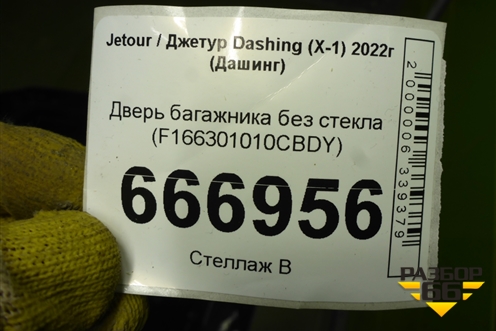 Jetour / Джетур Dashing (X-1) 2022г
(Дашинг)
Дверь багажника без стекла
(F166301010CBDY)
666956
Стеллаж В
2000006339379
РАЗБОР
66